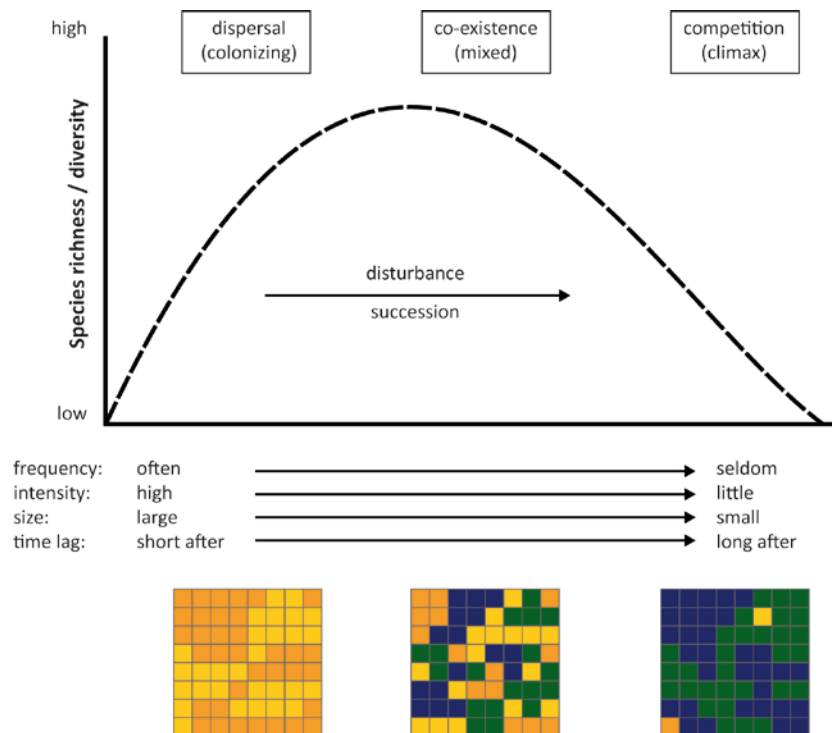 high
dispersal
(colonizing)
co-existence
(mixed)
competition
(climax)
Species richness / diversity
disturbance
succession
low
frequency: often seldom
intensity: high little
size: large small
time lag: short after long after